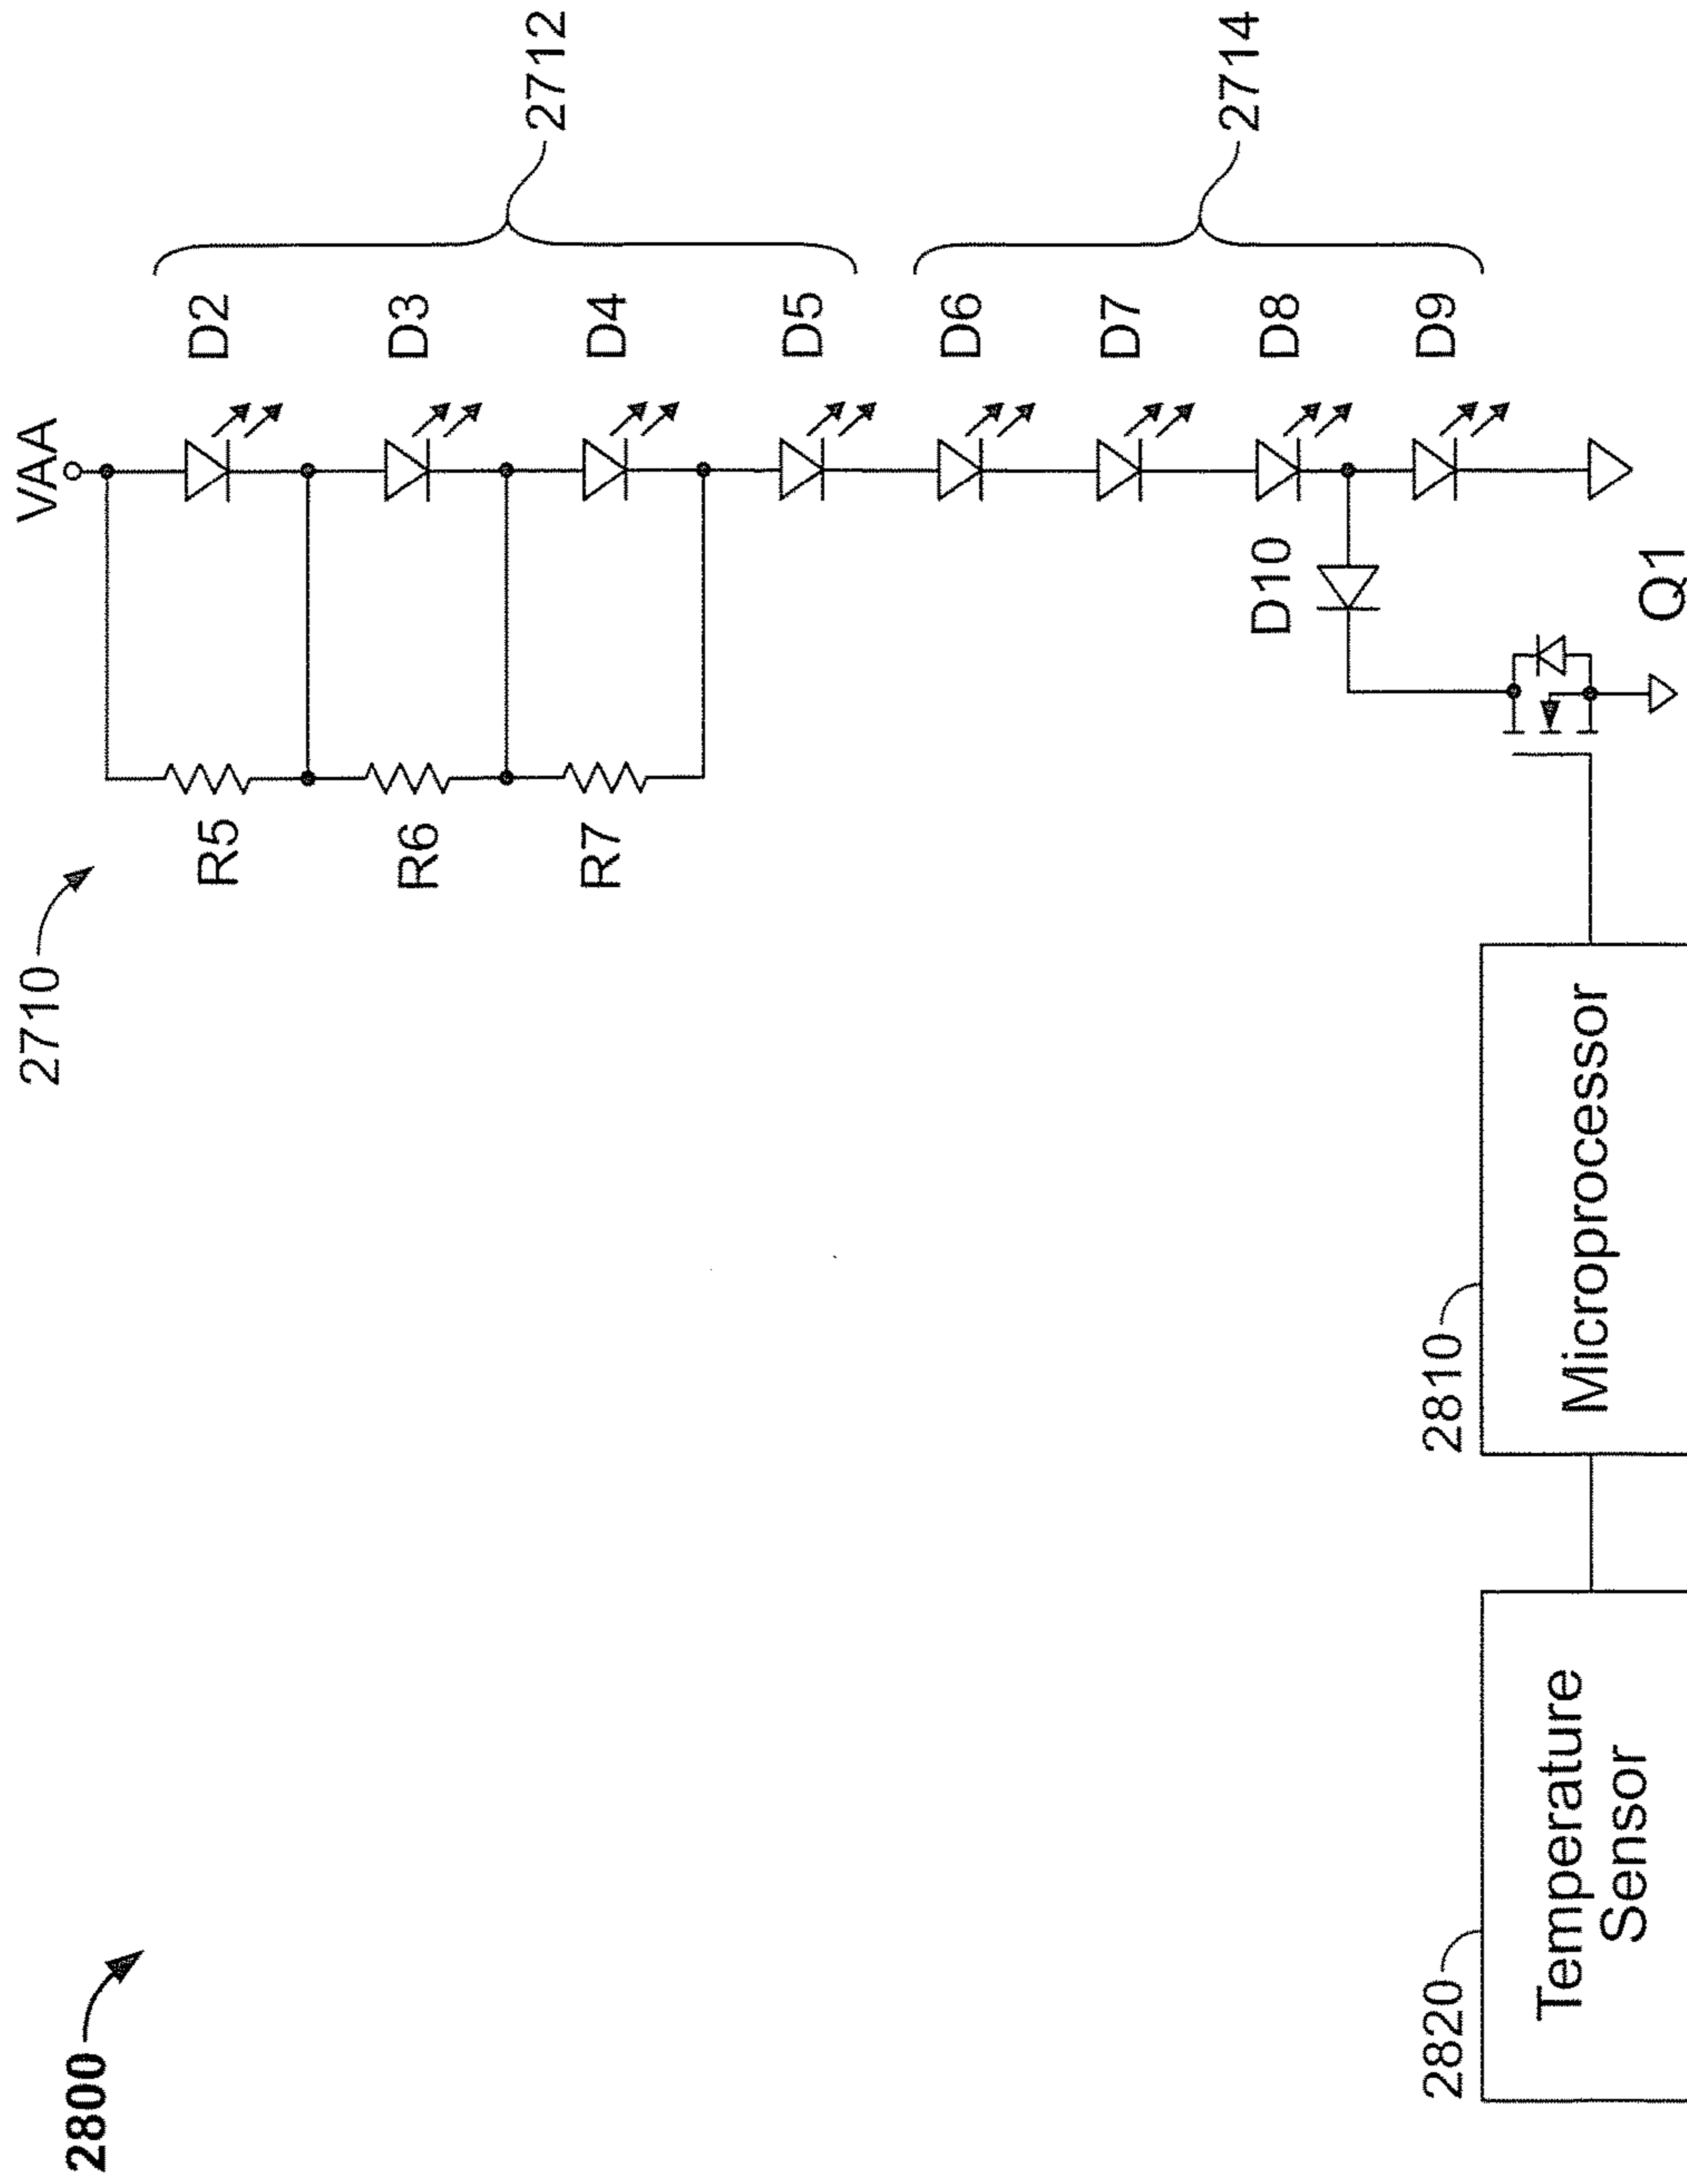 2800
2710
VAA
R5
D2
R6
D3
2712
R7
D4
D5
D6
D7
2714
D10
D8
D9
Q1
2820
Temperature
Sensor
2810
Microprocessor